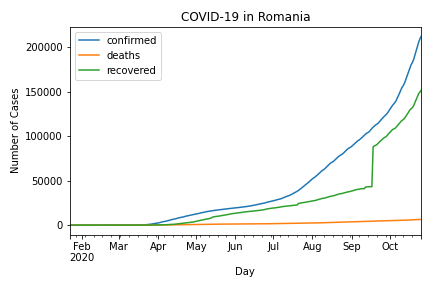 COVID-19 in Romania
confirmed
deaths
recovered
Number of Cases
200000
150000
100000
50000
0
Feb Mar Apr May Jun Jul Aug Sep Oct
2020
Day